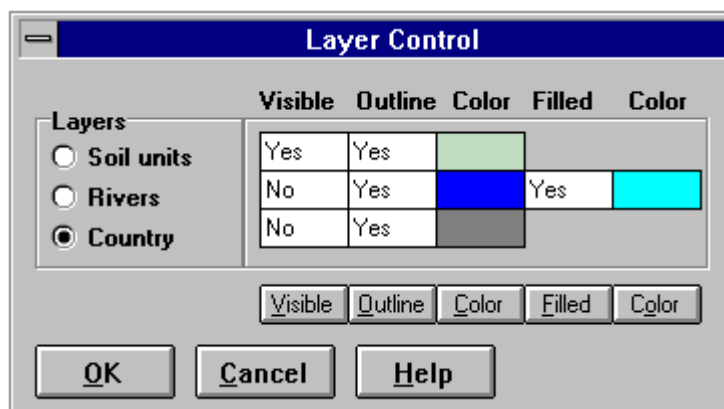 Layer Control
Visible Outline Color Filled Color
Layers
Soil units Yes Yes
Rivers No Yes Yes
Country No Yes
Visible Outline Color Filled Color
OK Cancel Help